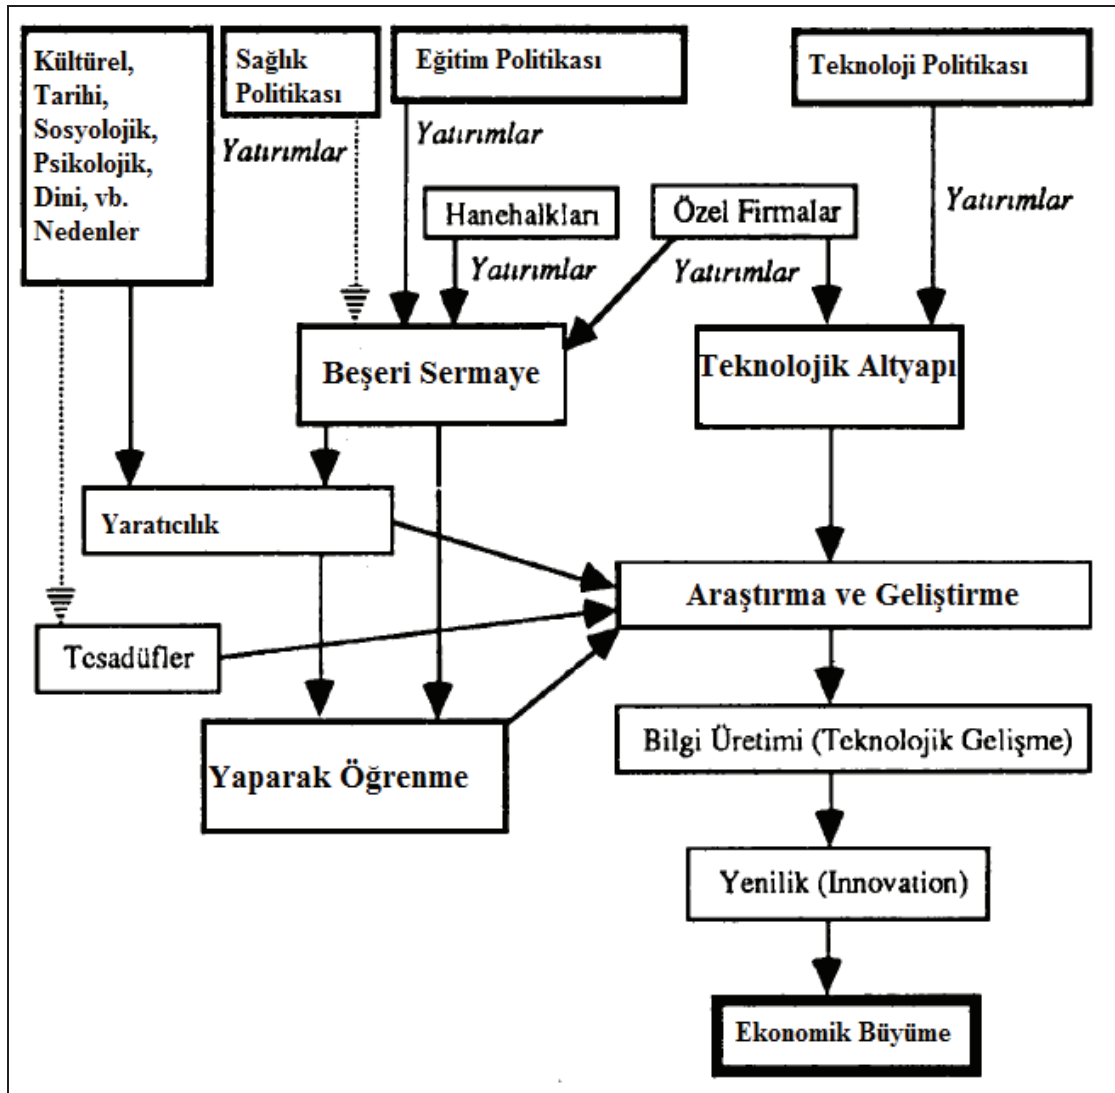 Kültürel,
Tarihi,
Sosyolojik,
Psikolojik,
Dini, vb.
Nedenler
Sağlık
Politikası
Eğitim Politikası
Teknoloji Politikası
Yatırımlar
Yatırımlar
Yatırımlar
Hanehalkları
Özel Firmalar
Yatırımlar
Yatırımlar
Beşeri Sermaye
Teknolojik Altyapı
Yaratıcılık
Araştırma ve Geliştirme
Tesadüfler
Bilgi Üretimi (Teknolojik Gelişme)
Yaparak Öğrenme
Yenilik (Innovation)
Ekonomik Büyüme